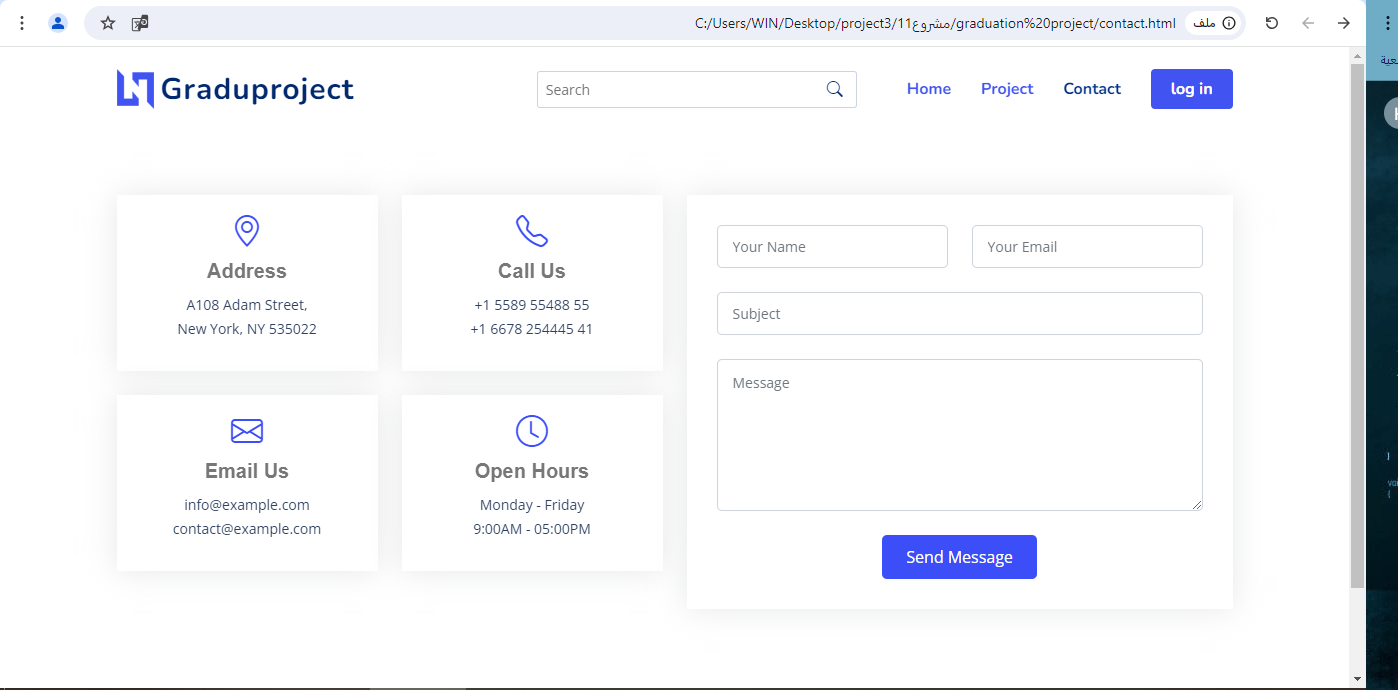 C:/Users/WIN/Desktop/project3/11مشروع/graduation%20project/contact.html
ملف
Graduproject
Search
Home
Project
Contact
log in
Address
A108 Adam Street,
New York, NY 535022
Call Us
+1 5589 55488 55
+1 6678 254445 41
Your Name
Your Email
Subject
Message
Email Us
info@example.com
contact@example.com
Open Hours
Monday - Friday
9:00AM - 05:00PM
Send Message